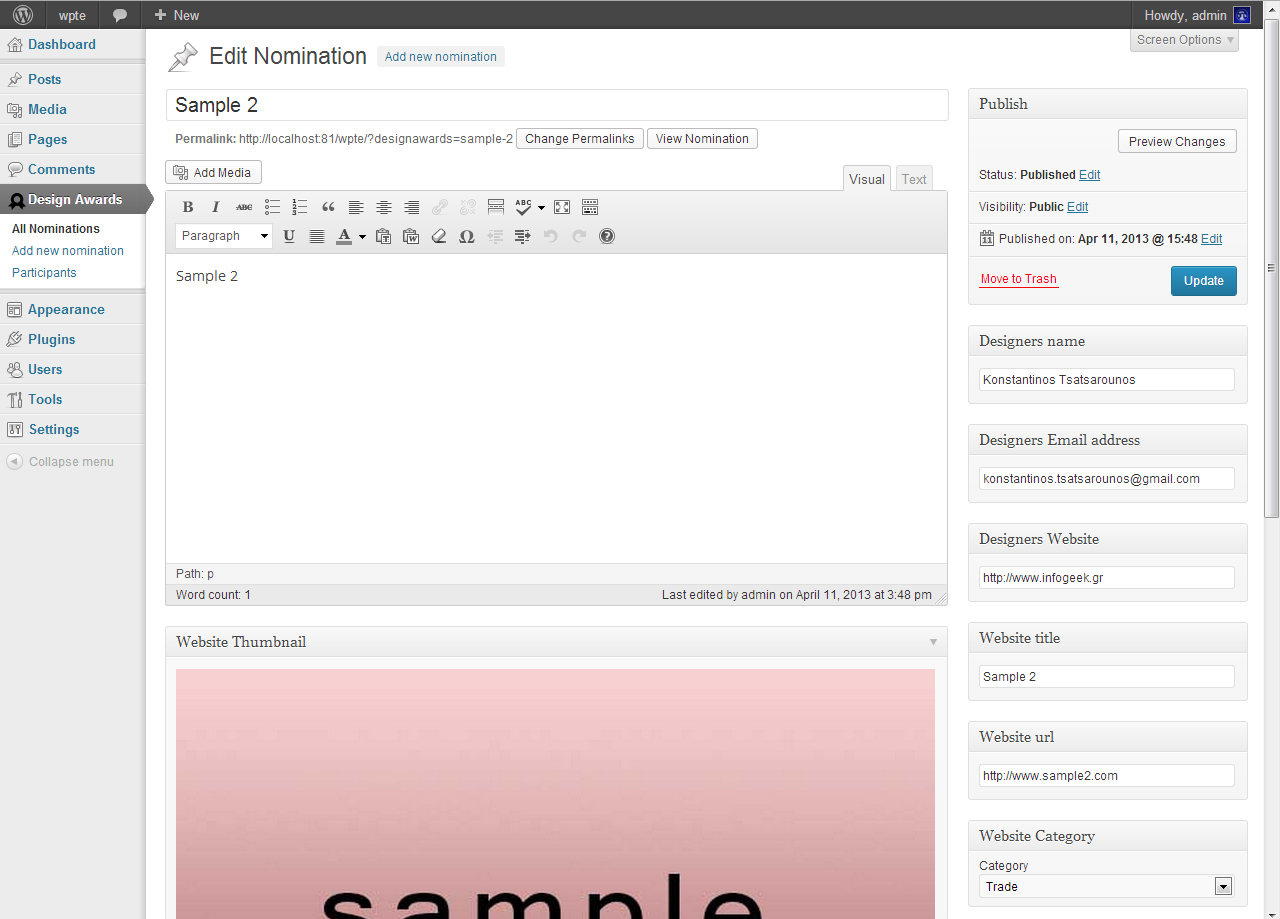 wpte
New
Howdy, admin
Screen Options
Dashboard
Posts
Media
Pages
Comments
Design Awards
All Nominations
Add new nomination
Participants
Appearance
Plugins
Users
Tools
Settings
Collapse menu
Edit Nomination Add new nomination
Sample 2
Permalink: http://localhost:81/wpte/?designawards=sample-2 Change Permalinks View Nomination
Add Media
Visual Text
B I ABC ABC
Paragraph U A Ω
Sample 2
Path: p
Word count: 1 Last edited by admin on April 11, 2013 at 3:48 pm
Website Thumbnail
sample
Publish
Preview Changes
Status: Published Edit
Visibility: Public Edit
11 Published on: Apr 11, 2013 @ 15:48 Edit
Move to Trash Update
Designers name
Konstantinos Tsatsarounos
Designers Email address
konstantinos.tsatsarounos@gmail.com
Designers Website
http://www.infogeek.gr
Website title
Sample 2
Website url
http://www.sample2.com
Website Category
Category
Trade